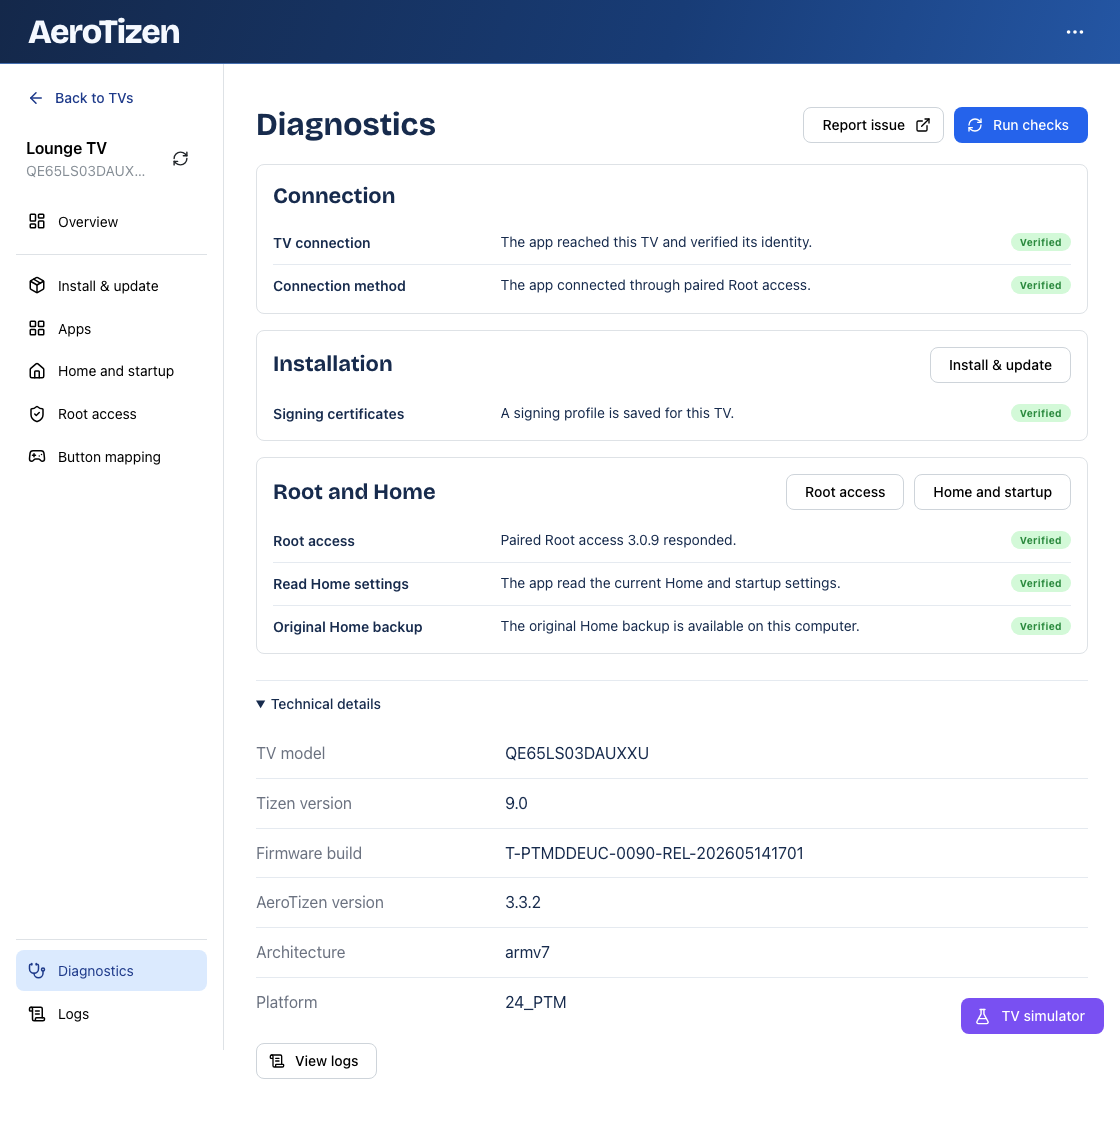 AeroTizen
Back to TVs
Lounge TV
QE65LS03DAUX...
Overview
Install & update
Apps
Home and startup
Root access
Button mapping
Diagnostics
Logs
Diagnostics
Report issue
Run checks
Connection
TV connection The app reached this TV and verified its identity. Verified
Connection method The app connected through paired Root access. Verified
Installation
Install & update
Signing certificates A signing profile is saved for this TV. Verified
Root and Home
Root access
Home and startup
Root access Paired Root access 3.0.9 responded. Verified
Read Home settings The app read the current Home and startup settings. Verified
Original Home backup The original Home backup is available on this computer. Verified
Technical details
TV model QE65LS03DAUXXU
Tizen version 9.0
Firmware build T-PTMDDEUC-0090-REL-202605141701
AeroTizen version 3.3.2
Architecture armv7
Platform 24_PTM
TV simulator
View logs